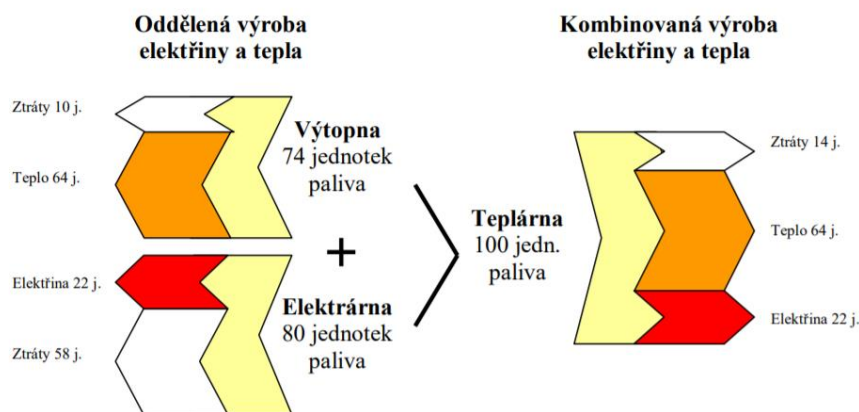 Oddělená výroba
elektřiny a tepla
Ztráty 10 j.
Teplo 64 j.
Výtopna
74 jednotek
paliva
+
Elektřina 22 j.
Ztráty 58 j.
Elektrárna
80 jednotek
paliva
Kombinovaná výroba
elektřiny a tepla
Teplárna
100 jedn.
paliva
Ztráty 14 j.
Teplo 64 j.
Elektřina 22 j.